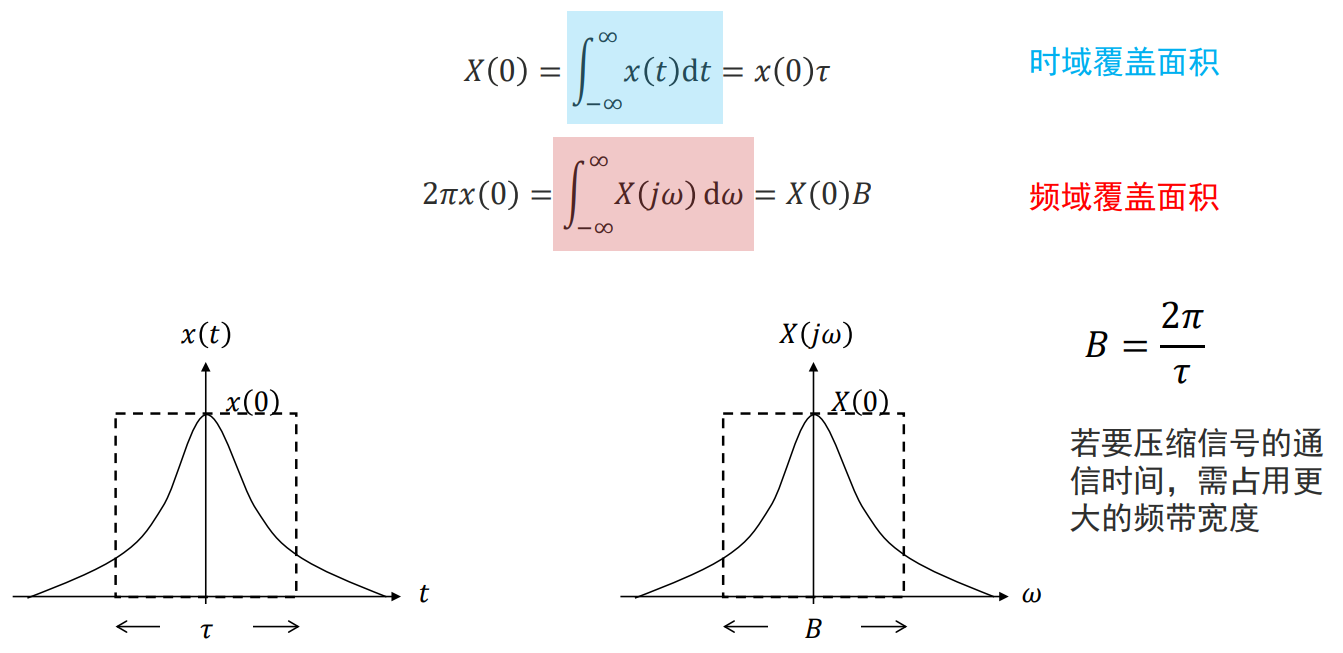 X(0) = ∫_{−∞}^{∞} x(t)dt = x(0)τ
时域覆盖面积
2πx(0) = ∫_{−∞}^{∞} X(jω) dω = X(0)B
频域覆盖面积
x(t)
x(0)
t
τ
X(jω)
X(0)
ω
B
B = 2π/τ
若要压缩信号的通
信时间，需占用更
大的频带宽度